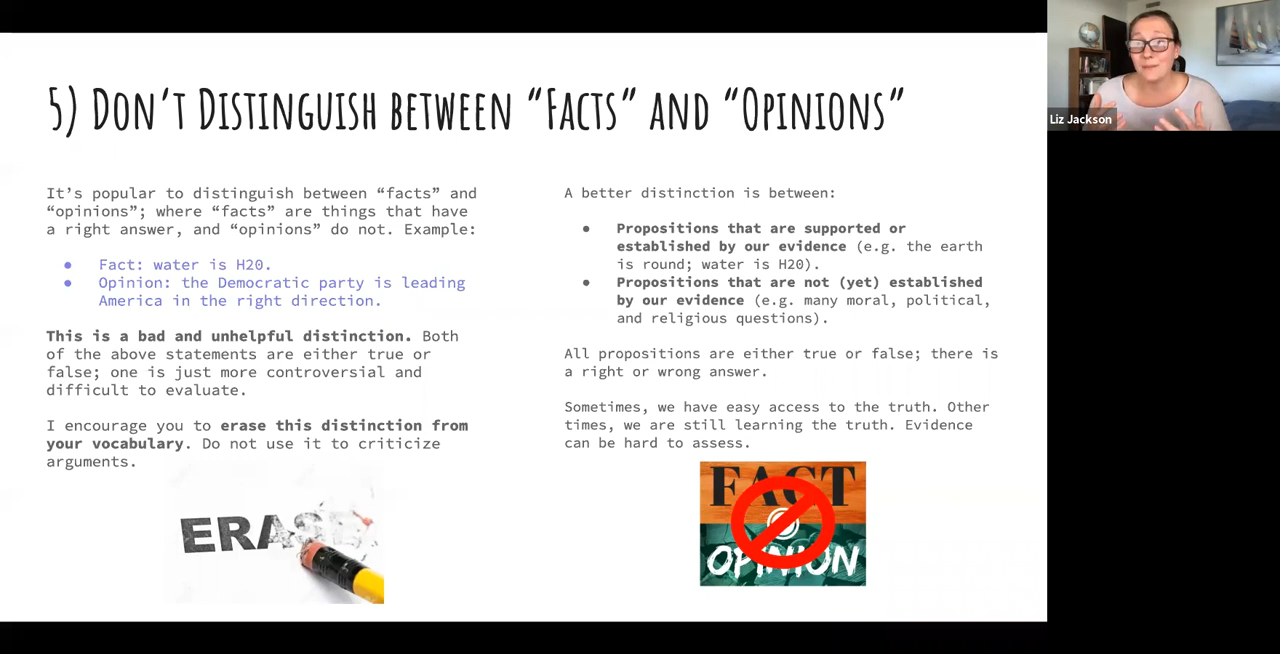 5) Don't Distinguish between “Facts” and “Opinions”
It's popular to distinguish between “facts” and
“opinions”; where “facts” are things that have
a right answer, and “opinions” do not. Example:
● Fact: water is H20.
● Opinion: the Democratic party is leading
America in the right direction.
This is a bad and unhelpful distinction. Both
of the above statements are either true or
false; one is just more controversial and
difficult to evaluate.
I encourage you to erase this distinction from
your vocabulary. Do not use it to criticize
arguments.
ERAS
A better distinction is between:
● Propositions that are supported or
established by our evidence (e.g. the earth
is round; water is H20).
● Propositions that are not (yet) established
by our evidence (e.g. many moral, political,
and religious questions).
All propositions are either true or false; there is
a right or wrong answer.
Sometimes, we have easy access to the truth. Other
times, we are still learning the truth. Evidence
can be hard to assess.
FACT
OPINION
Liz Jackson